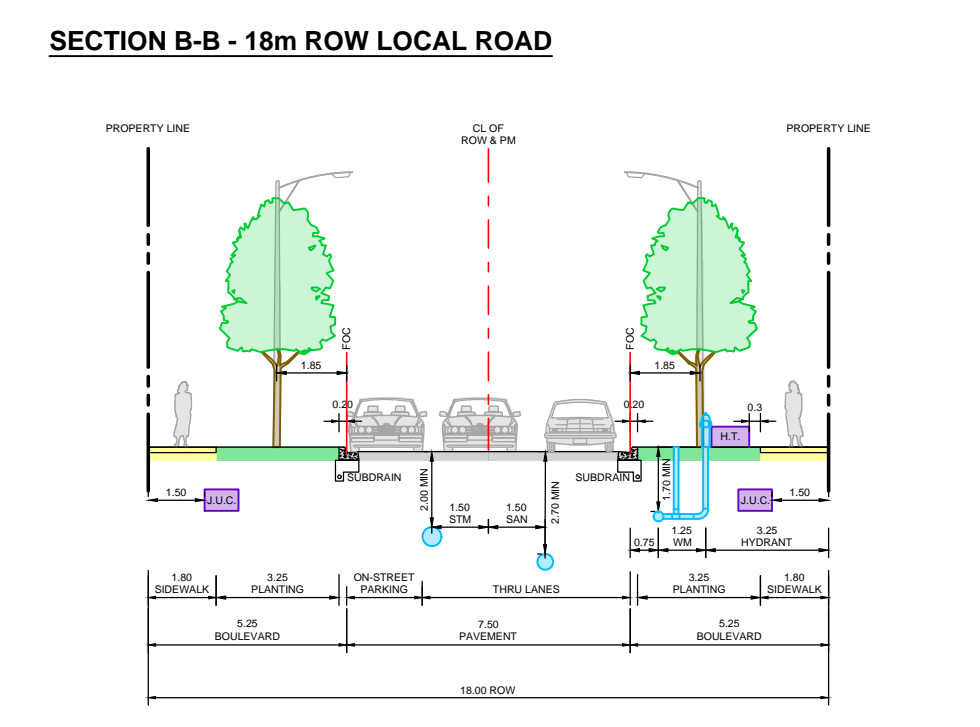 SECTION B-B - 18m ROW LOCAL ROAD
PROPERTY LINE
CL OF
ROW & PM
PROPERTY LINE
FOC
FOC
1.85
1.85
0.20
0.20
0.3
H.T.
SUBDRAIN
SUBDRAIN
2.00 MIN
2.70 MIN
1.70 MIN
1.50
J.U.C.
J.U.C.
1.50
1.50
STM
1.50
SAN
0.75
1.25
WM
3.25
HYDRANT
1.80
SIDEWALK
3.25
PLANTING
ON-STREET
PARKING
THRU LANES
3.25
PLANTING
1.80
SIDEWALK
5.25
BOULEVARD
7.50
PAVEMENT
5.25
BOULEVARD
18.00 ROW